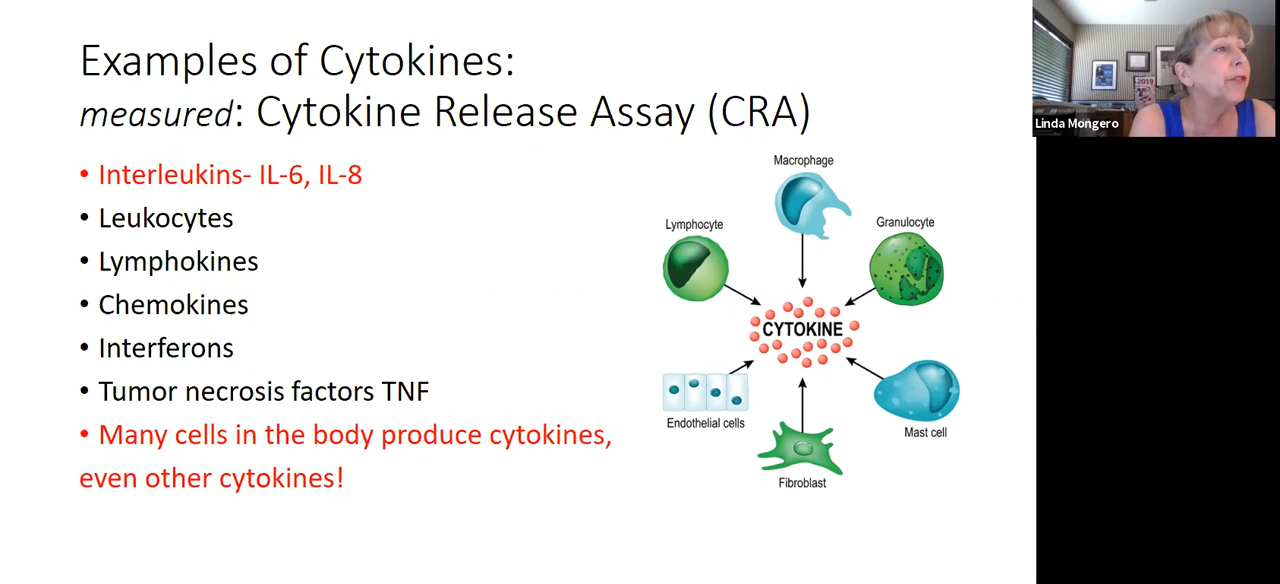 Examples of Cytokines:
measured: Cytokine Release Assay (CRA)
• Interleukins- IL-6, IL-8
• Leukocytes
• Lymphokines
• Chemokines
• Interferons
• Tumor necrosis factors TNF
• Many cells in the body produce cytokines,
even other cytokines!
Macrophage
Lymphocyte
Granulocyte
CYTOKINE
Endothelial cells
Mast cell
Fibroblast
2019
Linda Mongero